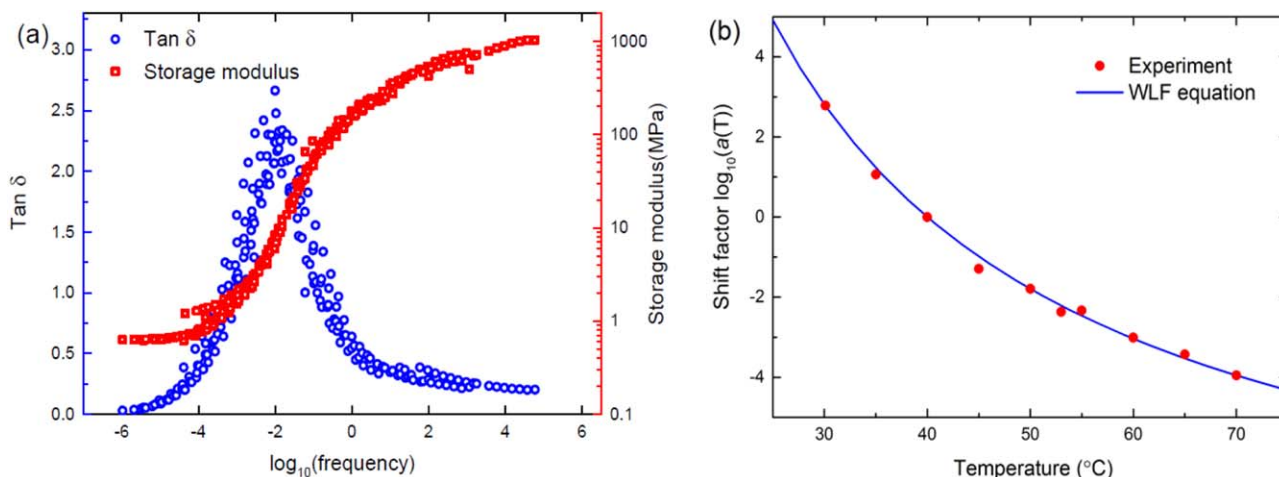 (a)
Tan δ
Storage modulus
3.0
2.5
2.0
1.5
1.0
0.5
0.0
Tan δ
-6 -4 -2 0 2 4 6
log10(frequency)
1000
100
10
1
0.1
Storage modulus(MPa)
(b)
Experiment
WLF equation
4
2
0
-2
-4
Shift factor log10(a(T))
30 40 50 60 70
Temperature (°C)